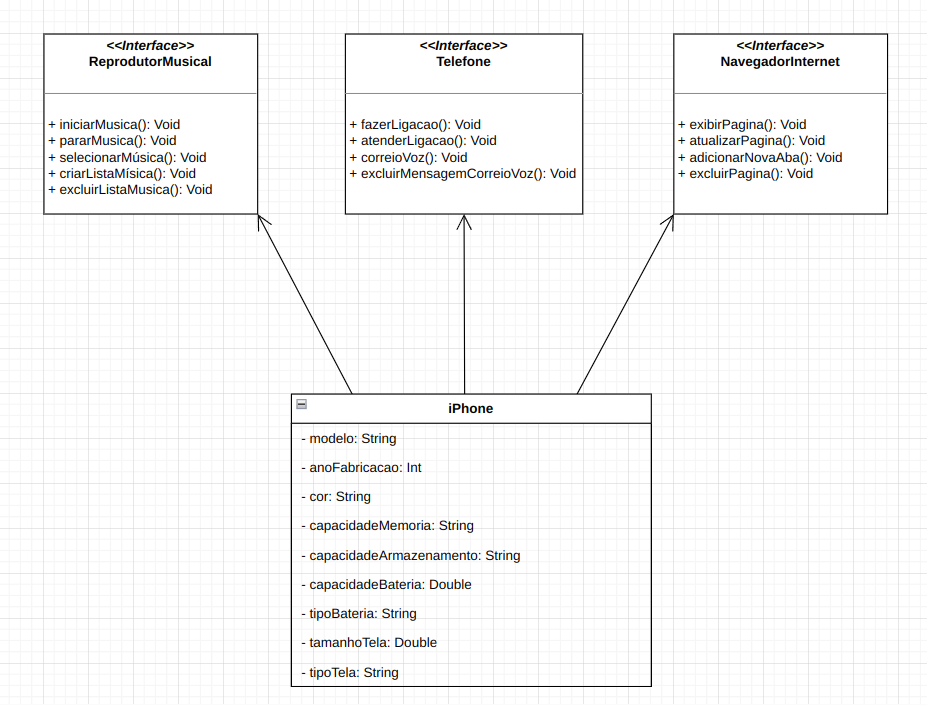 <<Interface>>
ReprodutorMusical
+ iniciarMusica(): Void
+ pararMusica(): Void
+ selecionarMúsica(): Void
+ criarListaMísica(): Void
+ excluirListaMusica(): Void
<<Interface>>
Telefone
+ fazerLigacao(): Void
+ atenderLigacao(): Void
+ correioVoz(): Void
+ excluirMensagemCorreioVoz(): Void
<<Interface>>
NavegadorInternet
+ exibirPagina(): Void
+ atualizarPagina(): Void
+ adicionarNovaAba(): Void
+ excluirPagina(): Void
iPhone
- modelo: String
- anoFabricacao: Int
- cor: String
- capacidadeMemoria: String
- capacidadeArmazenamento: String
- capacidadeBateria: Double
- tipoBateria: String
- tamanhoTela: Double
- tipoTela: String